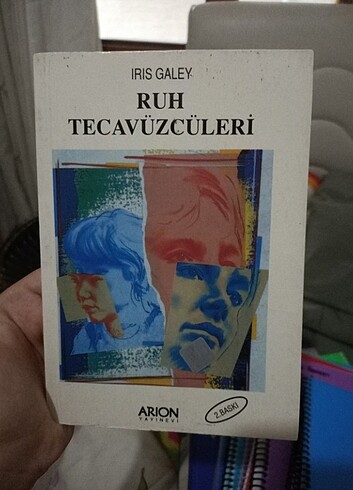 IRIS GALEY
RUH
TECAVÜZCÜLERİ
ARION
YAYINEVİ
2.BASKI